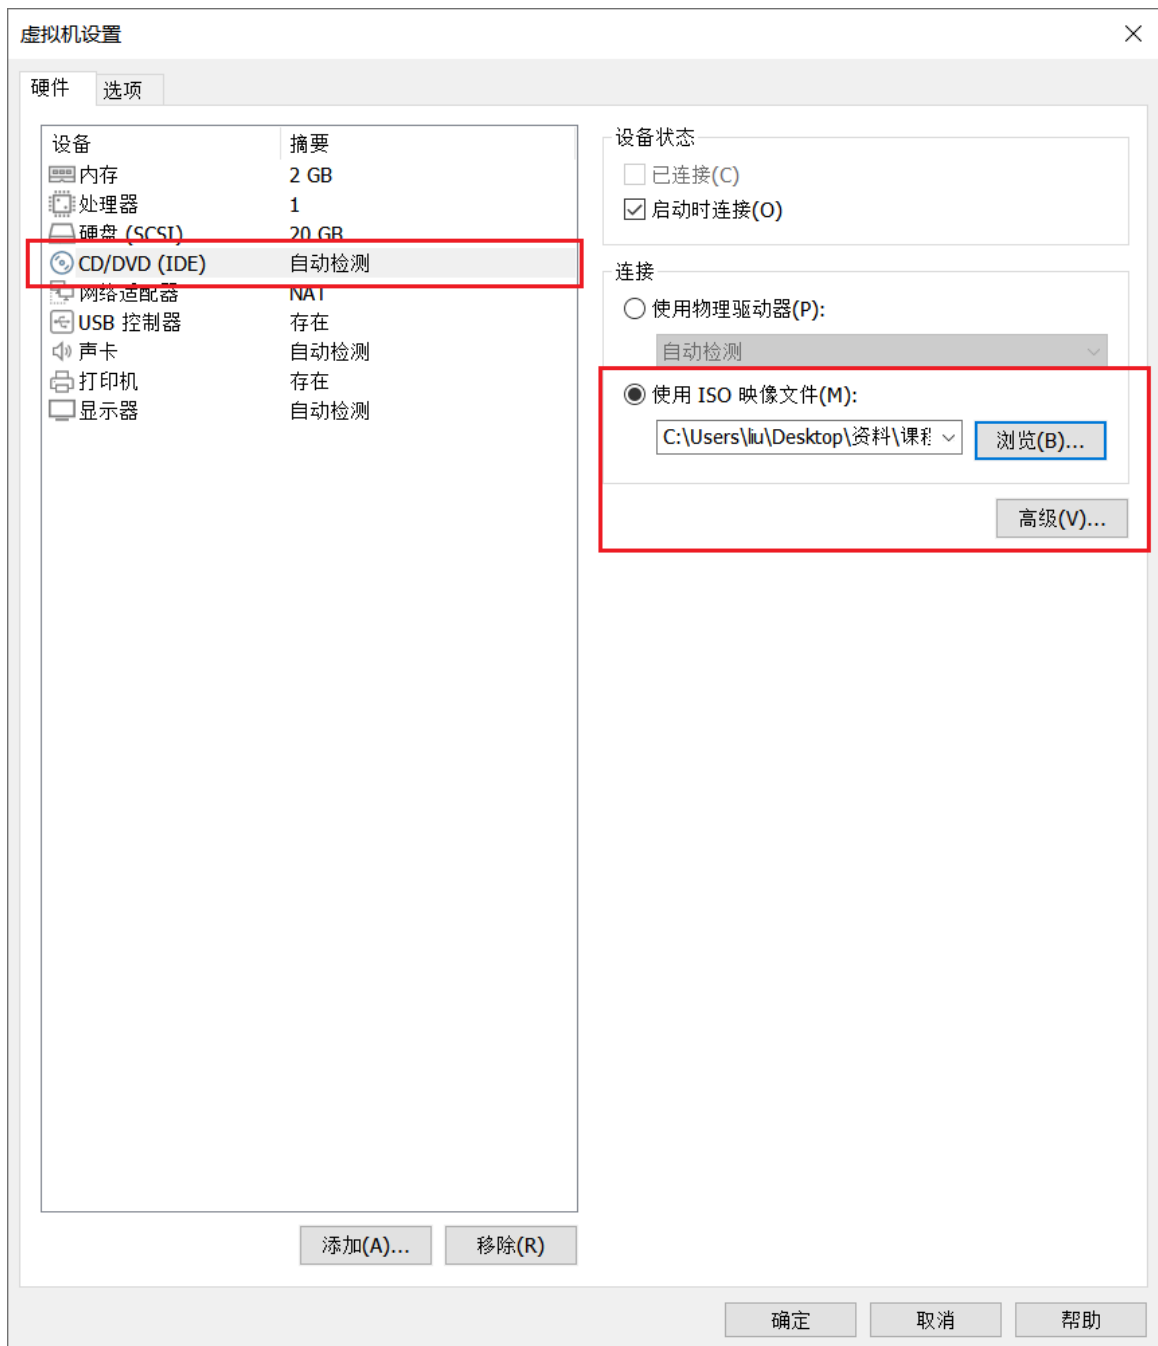 虚拟机设置
硬件 选项
设备 摘要
内存 2 GB
处理器 1
硬盘 (SCSI) 20 GB
CD/DVD (IDE) 自动检测
网络适配器 NAT
USB 控制器 存在
声卡 自动检测
打印机 存在
显示器 自动检测
添加(A)... 移除(R)
设备状态
已连接(C)
启动时连接(O)
连接
使用物理驱动器(P):
自动检测
使用 ISO 映像文件(M):
C:\Users\liu\Desktop\资料\课程 浏览(B)...
高级(V)...
确定 取消 帮助